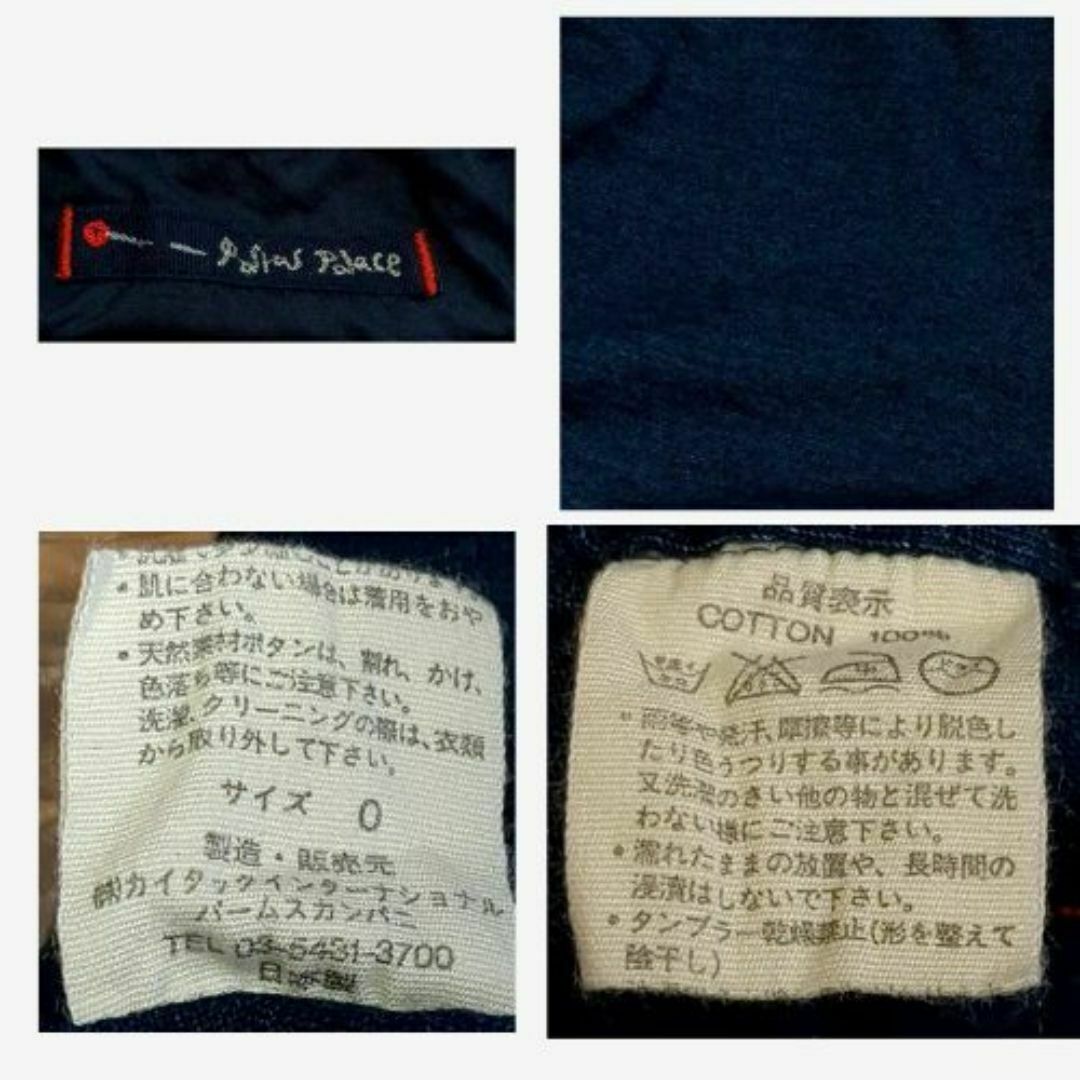 Palms Palace
・肌に合わない場合は着用をおや
め下さい。
・天然素材ボタンは、割れ、かけ、
色落ち等にご注意下さい。
洗濯、クリーニングの際は、衣類
から取り外して下さい。
サイズ 0
製造・販売元
㈱カイタックインターナショナル
パームスカンパニー
TEL 03-5431-3700
日本製
品質表示
COTTON 100%
・雨等や発汗、摩擦等により脱色し
たり色うつりする事があります。
又洗濯のさい他の物と混ぜて洗
わない様にご注意下さい。
・濡れたままの放置や、長時間の
浸漬はしないで下さい。
・タンブラー乾燥禁止(形を整えて
陰干し)